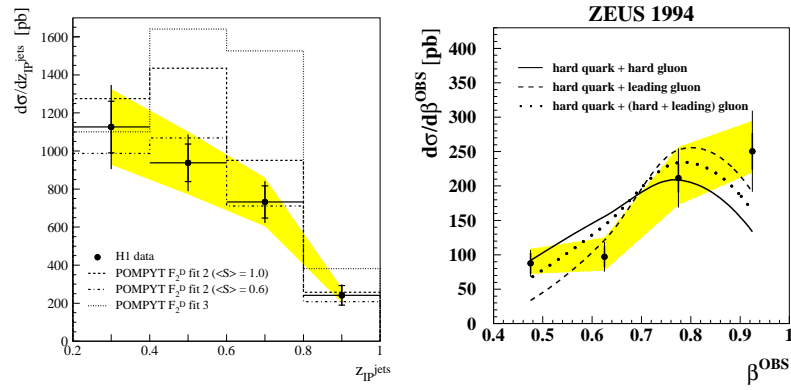 dσ/dz_IP^jets [pb]
1600
1400
1200
1000
800
600
400
200
0
H1 data
POMPYT F₂ᴰ fit 2 (<S> = 1.0)
POMPYT F₂ᴰ fit 2 (<S> = 0.6)
POMPYT F₂ᴰ fit 3
0.2 0.4 0.6 0.8 1
z_IP^jets
ZEUS 1994
dσ/dβ^OBS [pb]
400
350
300
250
200
150
100
50
0
hard quark + hard gluon
hard quark + leading gluon
hard quark + (hard + leading) gluon
0.4 0.5 0.6 0.7 0.8 0.9 1
β^OBS